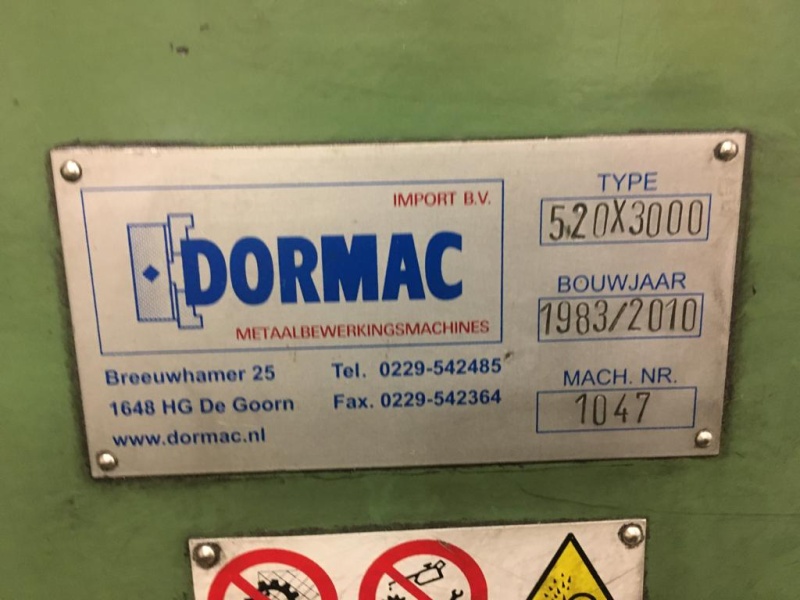 IMPORT B.V.
DORMAC
METAALBEWERKINGSMACHINES
Breeuwhamer 25
1648 HG De Goorn
www.dormac.nl
Tel. 0229-542485
Fax. 0229-542364
TYPE
520X3000
BOUWJAAR
1983/2010
MACH. NR.
1047